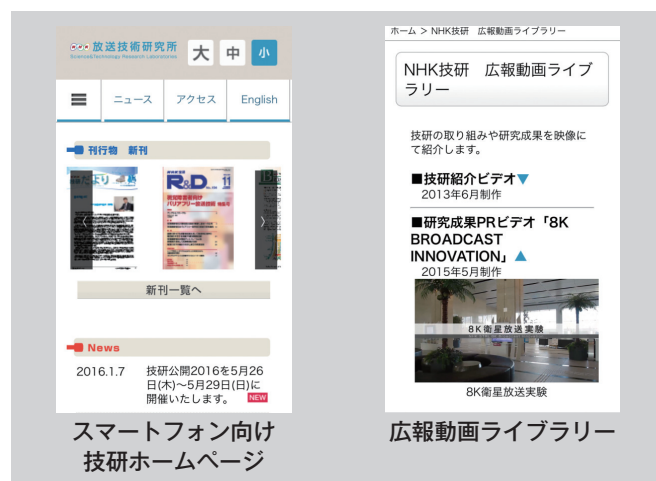 NHK 放送技術研究所
Science&Technology Research Laboratories
大 中 小
ニュース アクセス English
刊行物 新刊
R&D
11
新刊一覧へ
News
2016.1.7 技研公開2016を5月26
日(木)～5月29日(日)に
開催いたします。 NEW
スマートフォン向け
技研ホームページ
ホーム > NHK技研 広報動画ライブラリー
NHK技研 広報動画ライブ
ラリー
技研の取り組みや研究成果を映像に
て紹介します。
■技研紹介ビデオ▼
2013年6月制作
■研究成果PRビデオ「8K
BROADCAST
INNOVATION」▲
2015年5月制作
8K衛星放送実験
8K衛星放送実験
広報動画ライブラリー